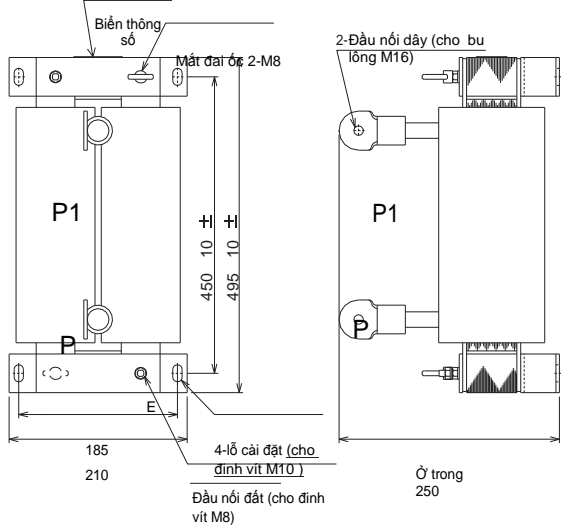 Biển thông
số
Mắt đai ốc 2-M8
2-Đầu nối dây (cho bu
lông M16)
P1
P1
450 10 ±
495 10 ±
P
P
E
185
210
4-lỗ cài đặt (cho
đinh vít M10 )
Đầu nối đất (cho đinh
vít M8)
Ở trong
250